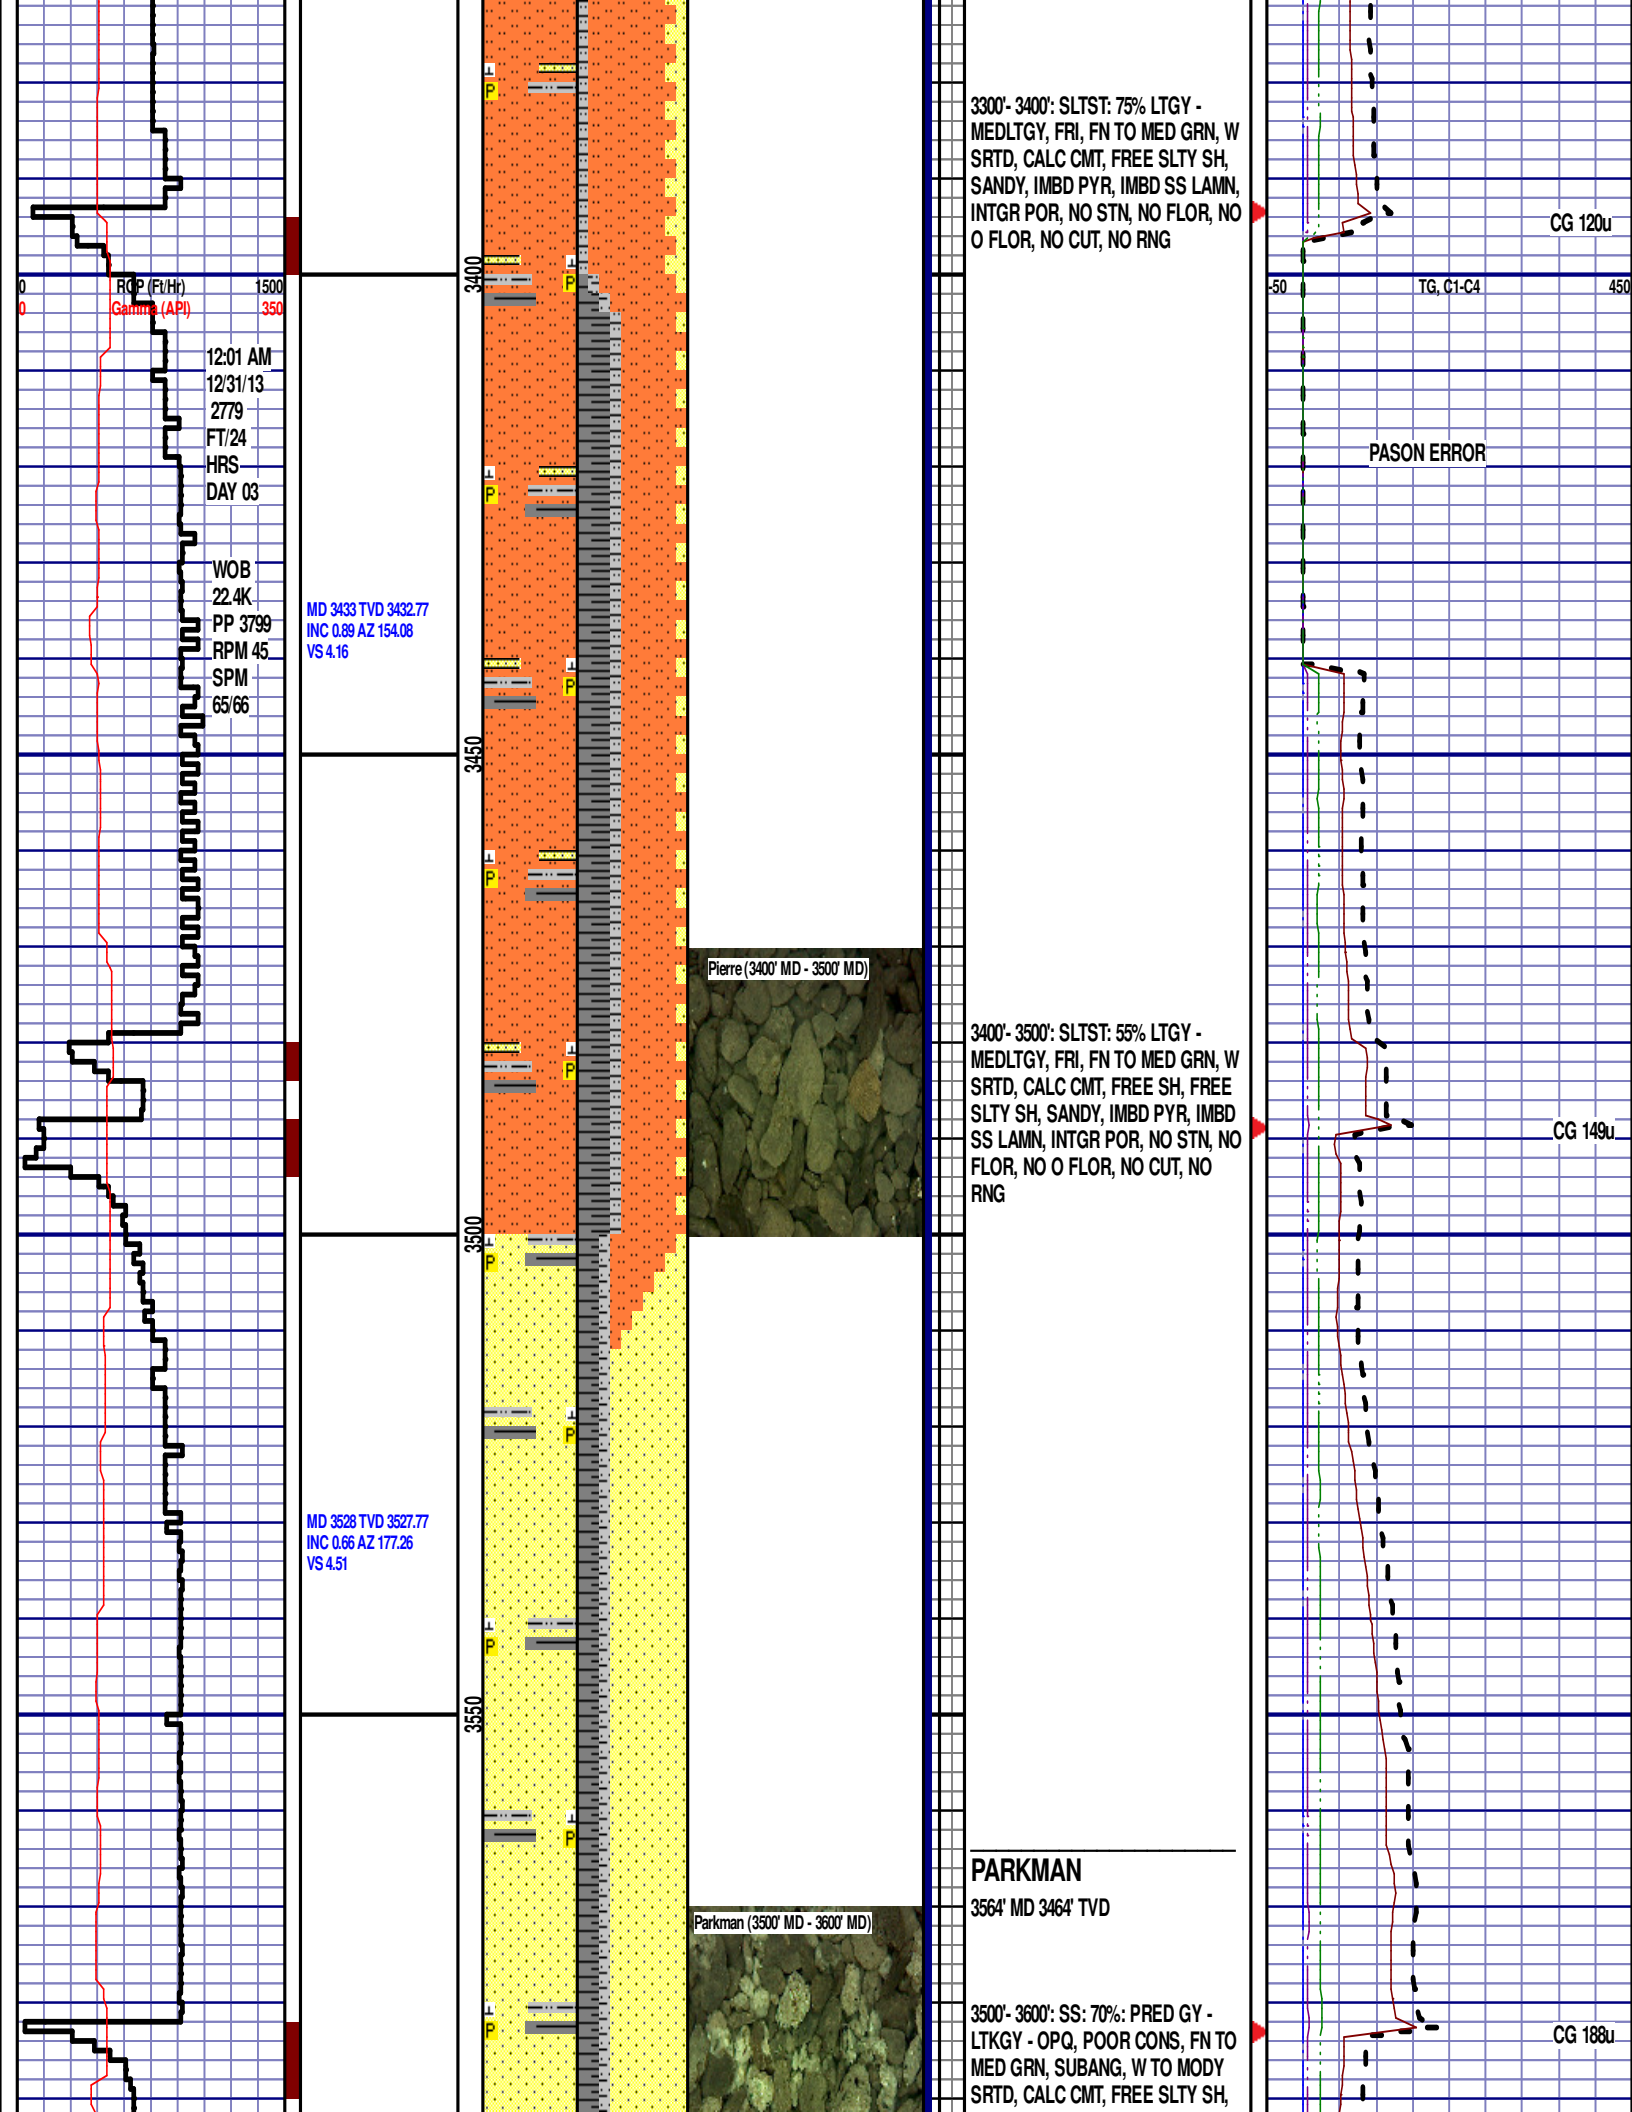 3300'- 3400': SLTST: 75% LTGY -
MEDLTGY, FRI, FN TO MED GRN, W
SRTD, CALC CMT, FREE SLTY SH,
SANDY, IMBD PYR, IMBD SS LAMN,
INTGR POR, NO STN, NO FLOR, NO
O FLOR, NO CUT, NO RNG
CG 120u
3400
0 ROP (Ft/Hr) 1500
0 Gamma (API) 350
-50 TG, C1-C4 450
12:01 AM
12/31/13
2779
FT/24
HRS
DAY 03
PASON ERROR
WOB
22.4K
PP 3799
RPM 45
SPM
65/66
MD 3433 TVD 3432.77
INC 0.89 AZ 154.08
VS 4.16
3450
Pierre (3400' MD - 3500' MD)
3400'- 3500': SLTST: 55% LTGY -
MEDLTGY, FRI, FN TO MED GRN, W
SRTD, CALC CMT, FREE SH, FREE
SLTY SH, SANDY, IMBD PYR, IMBD
SS LAMN, INTGR POR, NO STN, NO
FLOR, NO O FLOR, NO CUT, NO
RNG
CG 149u
3500
MD 3528 TVD 3527.77
INC 0.66 AZ 177.26
VS 4.51
3550
PARKMAN
3564' MD 3464' TVD
Parkman (3500' MD - 3600' MD)
3500'- 3600': SS: 70%: PRED GY -
LTKGY - OPQ, POOR CONS, FN TO
MED GRN, SUBANG, W TO MODY
SRTD, CALC CMT, FREE SLTY SH,
CG 188u
P
P
P
P
P
P
P
P
P
P
P